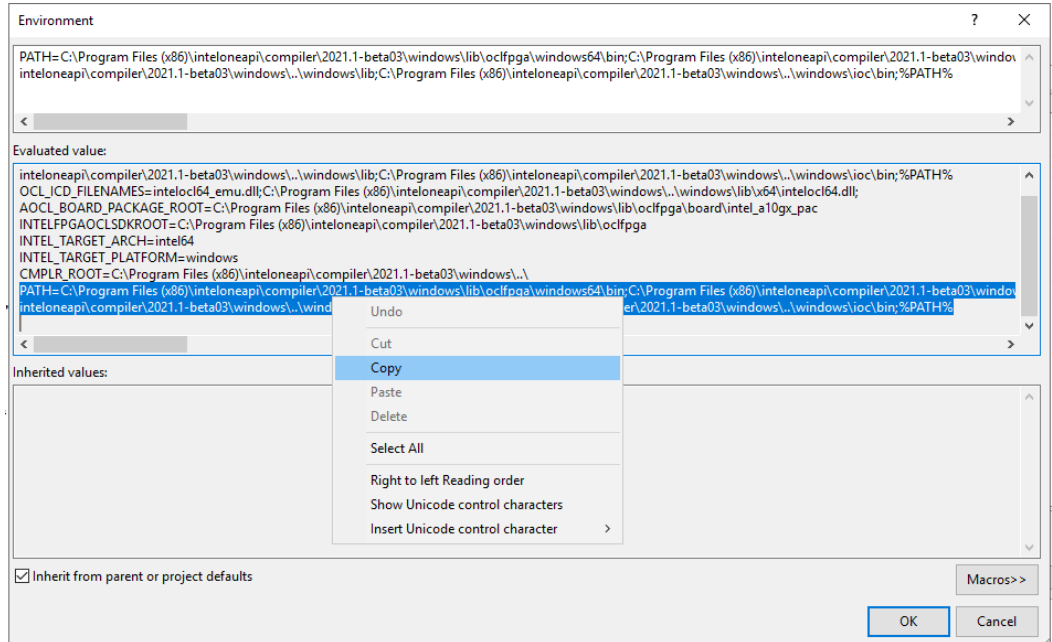 Environment
? ×
PATH=C:\Program Files (x86)\inteloneapi\compiler\2021.1-beta03\windows\lib\oclfpga\windows64\bin;C:\Program Files (x86)\inteloneapi\compiler\2021.1-beta03\window
inteloneapi\compiler\2021.1-beta03\windows\..\windows\lib;C:\Program Files (x86)\inteloneapi\compiler\2021.1-beta03\windows\..\windows\ioc\bin;%PATH%
Evaluated value:
inteloneapi\compiler\2021.1-beta03\windows\..\windows\lib;C:\Program Files (x86)\inteloneapi\compiler\2021.1-beta03\windows\..\windows\ioc\bin;%PATH%
OCL_ICD_FILENAMES=intelocl64_emu.dll;C:\Program Files (x86)\inteloneapi\compiler\2021.1-beta03\windows\..\windows\lib\x64\intelocl64.dll;
AOCL_BOARD_PACKAGE_ROOT=C:\Program Files (x86)\inteloneapi\compiler\2021.1-beta03\windows\lib\oclfpga\board\intel_a10gx_pac
INTELFPGAOCLSDKROOT=C:\Program Files (x86)\inteloneapi\compiler\2021.1-beta03\windows\lib\oclfpga
INTEL_TARGET_ARCH=intel64
INTEL_TARGET_PLATFORM=windows
CMPLR_ROOT=C:\Program Files (x86)\inteloneapi\compiler\2021.1-beta03\windows\..\
PATH=C:\Program Files (x86)\inteloneapi\compiler\2021.1-beta03\windows\lib\oclfpga\windows64\bin;C:\Program Files (x86)\inteloneapi\compiler\2021.1-beta03\window
inteloneapi\compiler\2021.1-beta03\windows\..\wind er\2021.1-beta03\windows\..\windows\ioc\bin;%PATH%
Undo
Cut
Copy
Paste
Delete
Select All
Right to left Reading order
Show Unicode control characters
Insert Unicode control character >
Inherited values:
Inherit from parent or project defaults
Macros>>
OK
Cancel